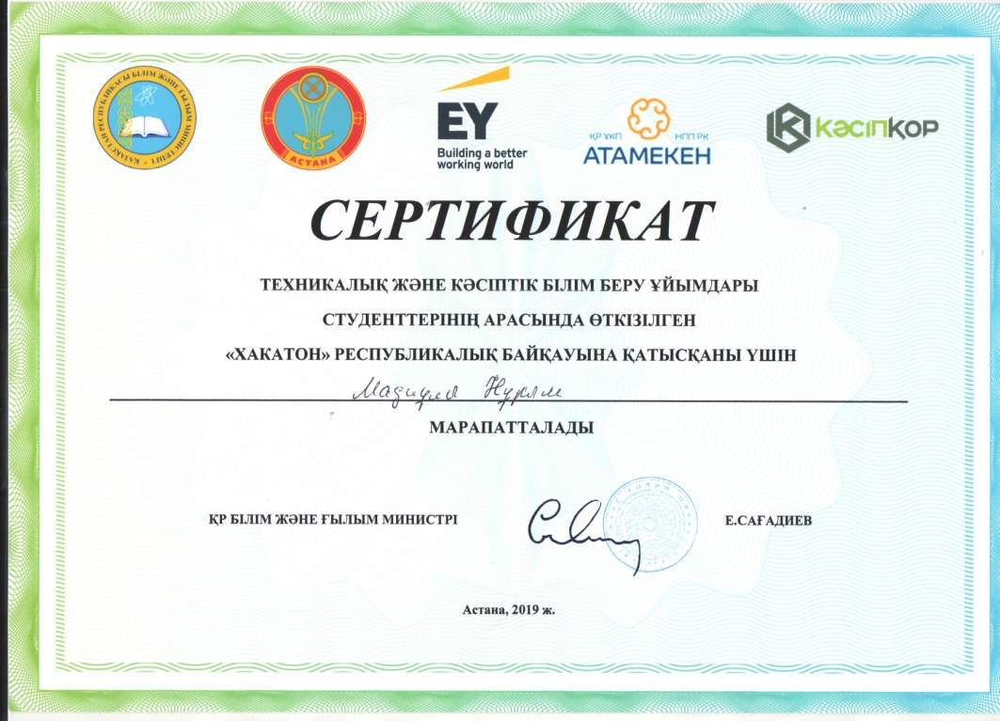 ҚАЗАҚСТАН РЕСПУБЛИКАСЫ БІЛІМ ЖӘНЕ ҒЫЛЫМ МИНИСТРЛІГІ
АСТАНА
EY
Building a better
working world
ҚР ҰКП НПП РК
АТАМЕКЕН
КӘСІПҚОР
СЕРТИФИКАТ
ТЕХНИКАЛЫҚ ЖӘНЕ КӘСІПТІК БІЛІМ БЕРУ ҰЙЫМДАРЫ
СТУДЕНТТЕРІНІҢ АРАСЫНДА ӨТКІЗІЛГЕН
«ХАКАТОН» РЕСПУБЛИКАЛЫҚ БАЙҚАУЫНА ҚАТЫСҚАНЫ ҮШІН
МАРАПАТТАЛАДЫ
ҚР БІЛІМ ЖӘНЕ ҒЫЛЫМ МИНИСТРІ
Е.САҒАДИЕВ
Астана, 2019 ж.